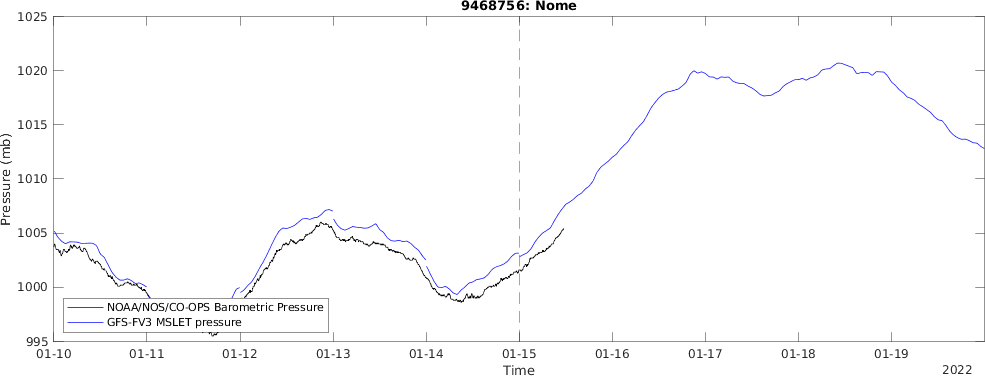 9468756: Nome
1025
1020
1015
1010
1005
1000
995
Pressure (mb)
NOAA/NOS/CO-OPS Barometric Pressure
GFS-FV3 MSLET pressure
01-10 01-11 01-12 01-13 01-14 01-15 01-16 01-17 01-18 01-19
Time
2022